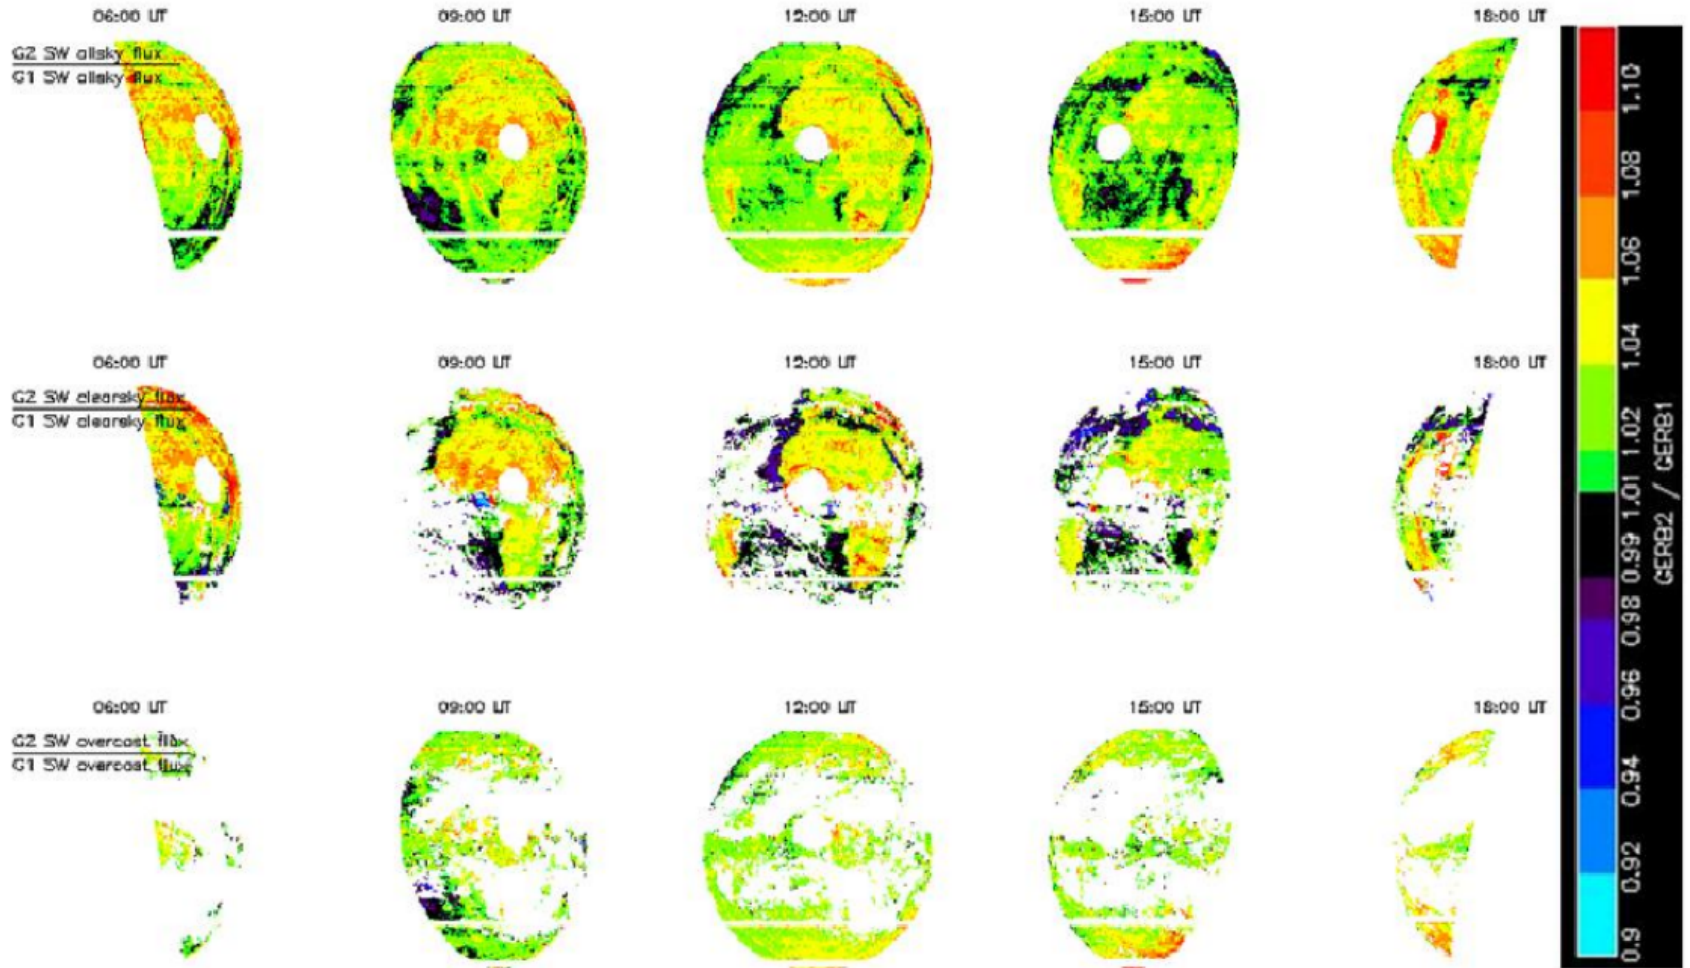 06:00 UT 09:00 UT 12:00 UT 15:00 UT 18:00 UT
G2 SW allsky flux
G1 SW allsky flux
06:00 UT 09:00 UT 12:00 UT 15:00 UT 18:00 UT
G2 SW clearsky flux
G1 SW clearsky flux
06:00 UT 09:00 UT 12:00 UT 15:00 UT 18:00 UT
G2 SW overcast flux
G1 SW overcast flux
0.9 0.92 0.94 0.96 0.98 0.99 1.01 1.02 1.04 1.06 1.08 1.10
GERB2 / GERB1